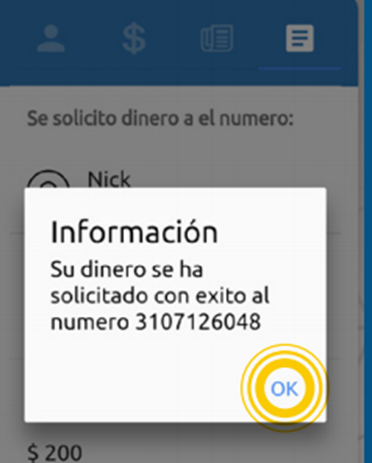 Se solicito dinero a el numero:
Nick
Información
Su dinero se ha
solicitado con exito al
numero 3107126048
OK
$ 200